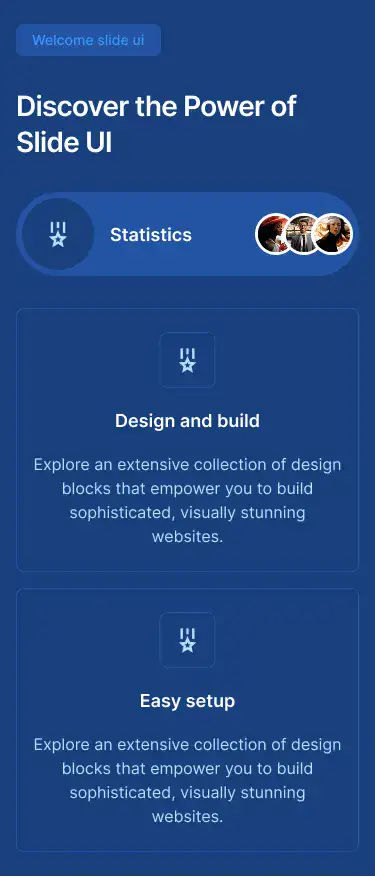 Welcome slide ui
Discover the Power of
Slide UI
Statistics
Design and build
Explore an extensive collection of design
blocks that empower you to build
sophisticated, visually stunning
websites.
Easy setup
Explore an extensive collection of design
blocks that empower you to build
sophisticated, visually stunning
websites.